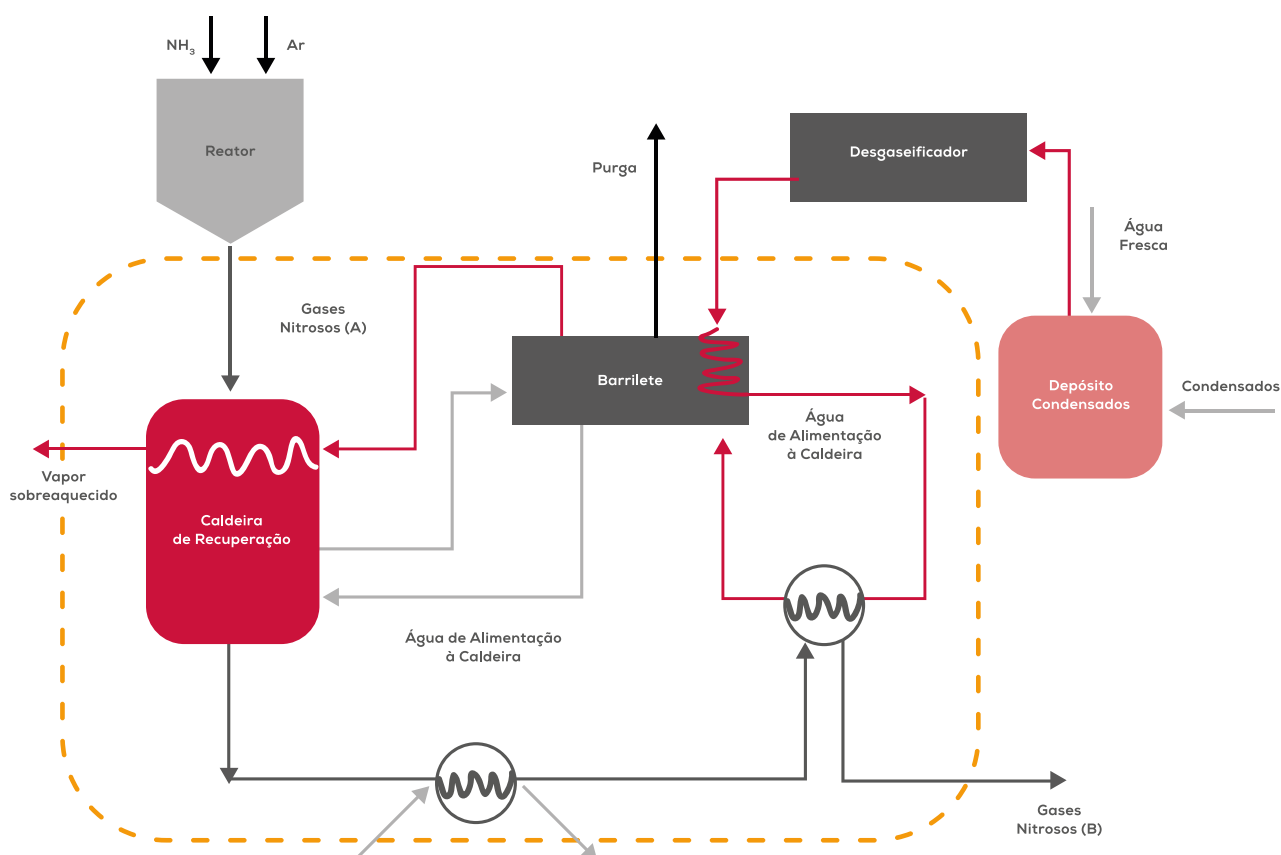 NH₃
Ar
Reator
Purga
Desgaseificador
Água
Fresca
Gases
Nitrosos (A)
Barrilete
Depósito
Condensados
Condensados
Água
de Alimentação
à Caldeira
Vapor
sobreaquecido
Caldeira
de Recuperação
Água de Alimentação
à Caldeira
Gases
Nitrosos (B)